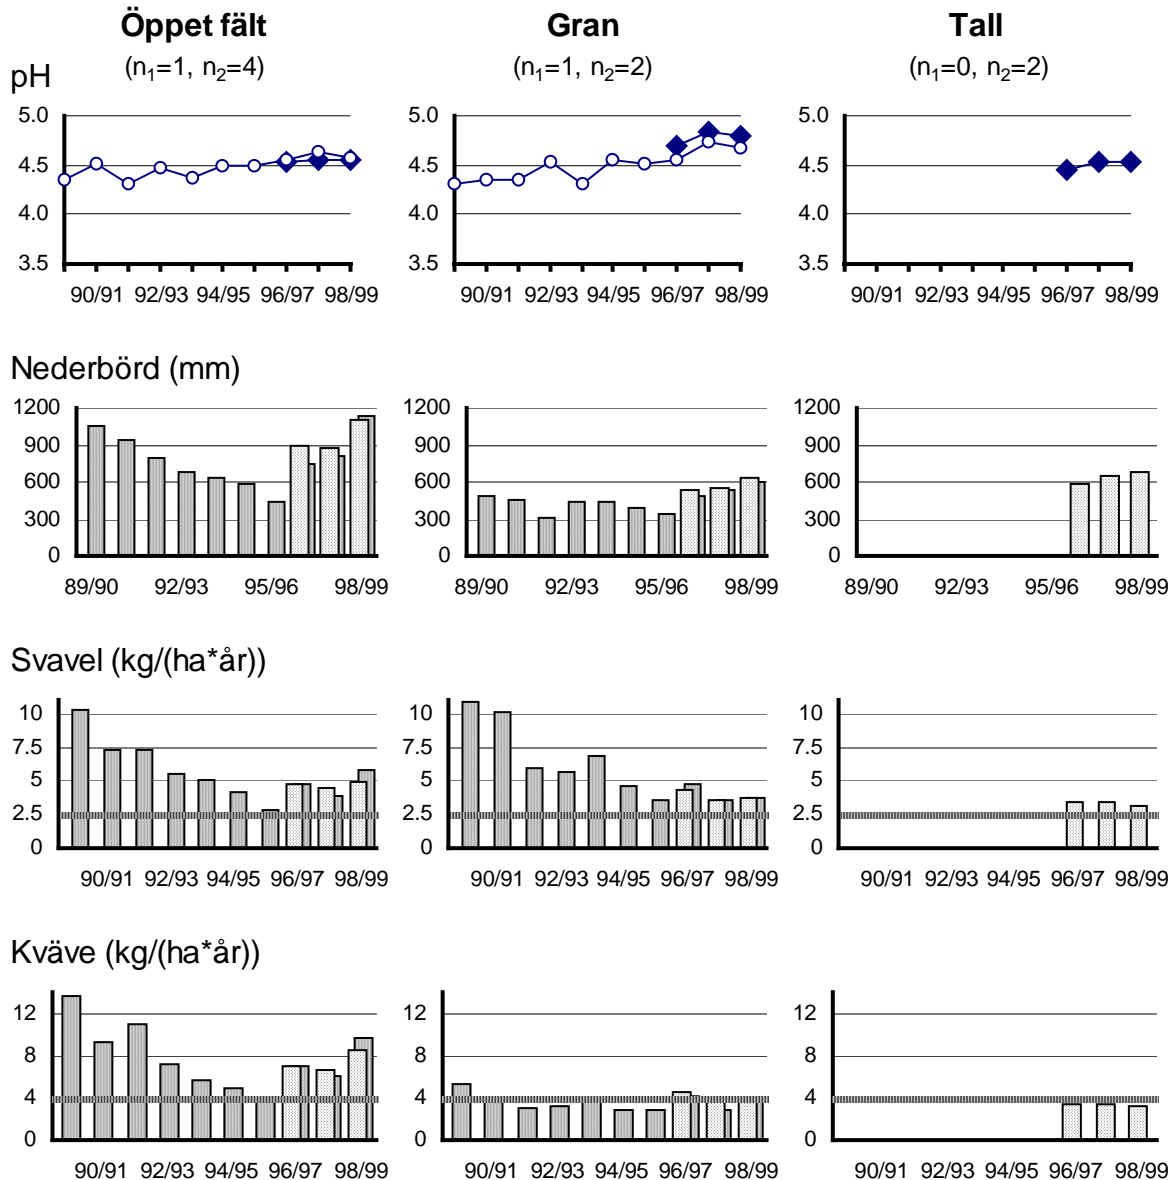 Öppet fält Gran Tall
(n1=1, n2=4) (n1=1, n2=2) (n1=0, n2=2)
pH
5.0 5.0 5.0
4.5 4.5 4.5
4.0 4.0 4.0
3.5 3.5 3.5
90/91 92/93 94/95 96/97 98/99 90/91 92/93 94/95 96/97 98/99 90/91 92/93 94/95 96/97 98/99
Nederbörd (mm)
1200 1200 1200
900 900 900
600 600 600
300 300 300
0 0 0
89/90 92/93 95/96 98/99 89/90 92/93 95/96 98/99 89/90 92/93 95/96 98/99
Svavel (kg/(ha*år))
10 10 10
7.5 7.5 7.5
5 5 5
2.5 2.5 2.5
0 0 0
90/91 92/93 94/95 96/97 98/99 90/91 92/93 94/95 96/97 98/99 90/91 92/93 94/95 96/97 98/99
Kväve (kg/(ha*år))
12 12 12
8 8 8
4 4 4
0 0 0
90/91 92/93 94/95 96/97 98/99 90/91 92/93 94/95 96/97 98/99 90/91 92/93 94/95 96/97 98/99